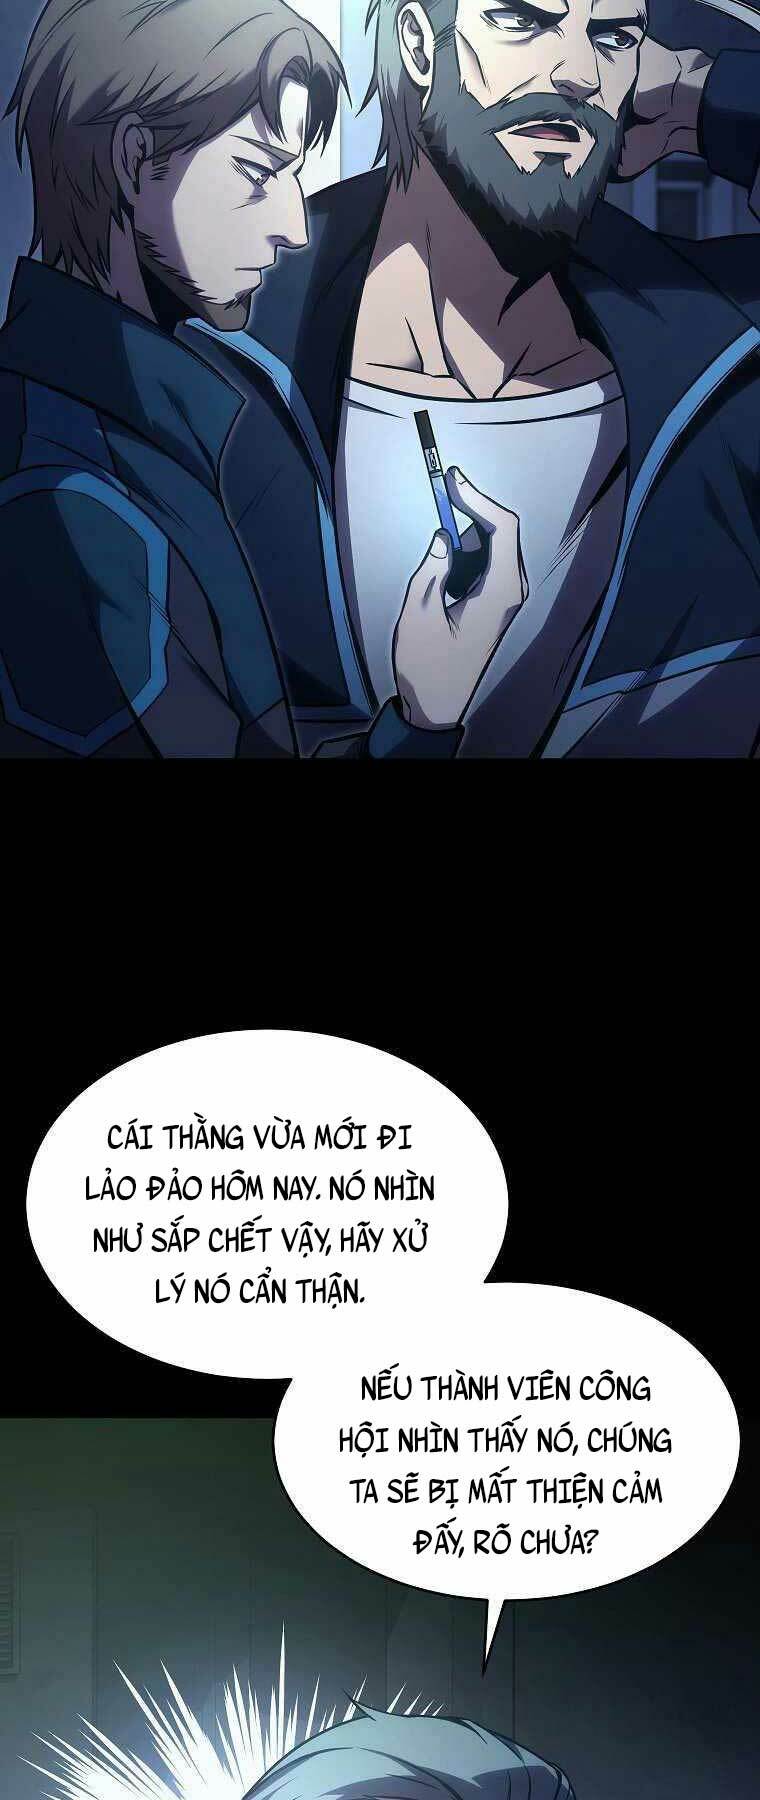 CÁI THẰNG VỪA MỚI ĐI
LẢO ĐẢO HÔM NAY. NÓ NHÌN
NHƯ SẮP CHẾT VẬY, HÃY XỬ
LÝ NÓ CẨN THẬN.
NẾU THÀNH VIÊN CÔNG
HỘI NHÌN THẤY NÓ, CHÚNG
TA SẼ BỊ MẤT THIỆN CẢM
ĐẤY, RÕ CHƯA?